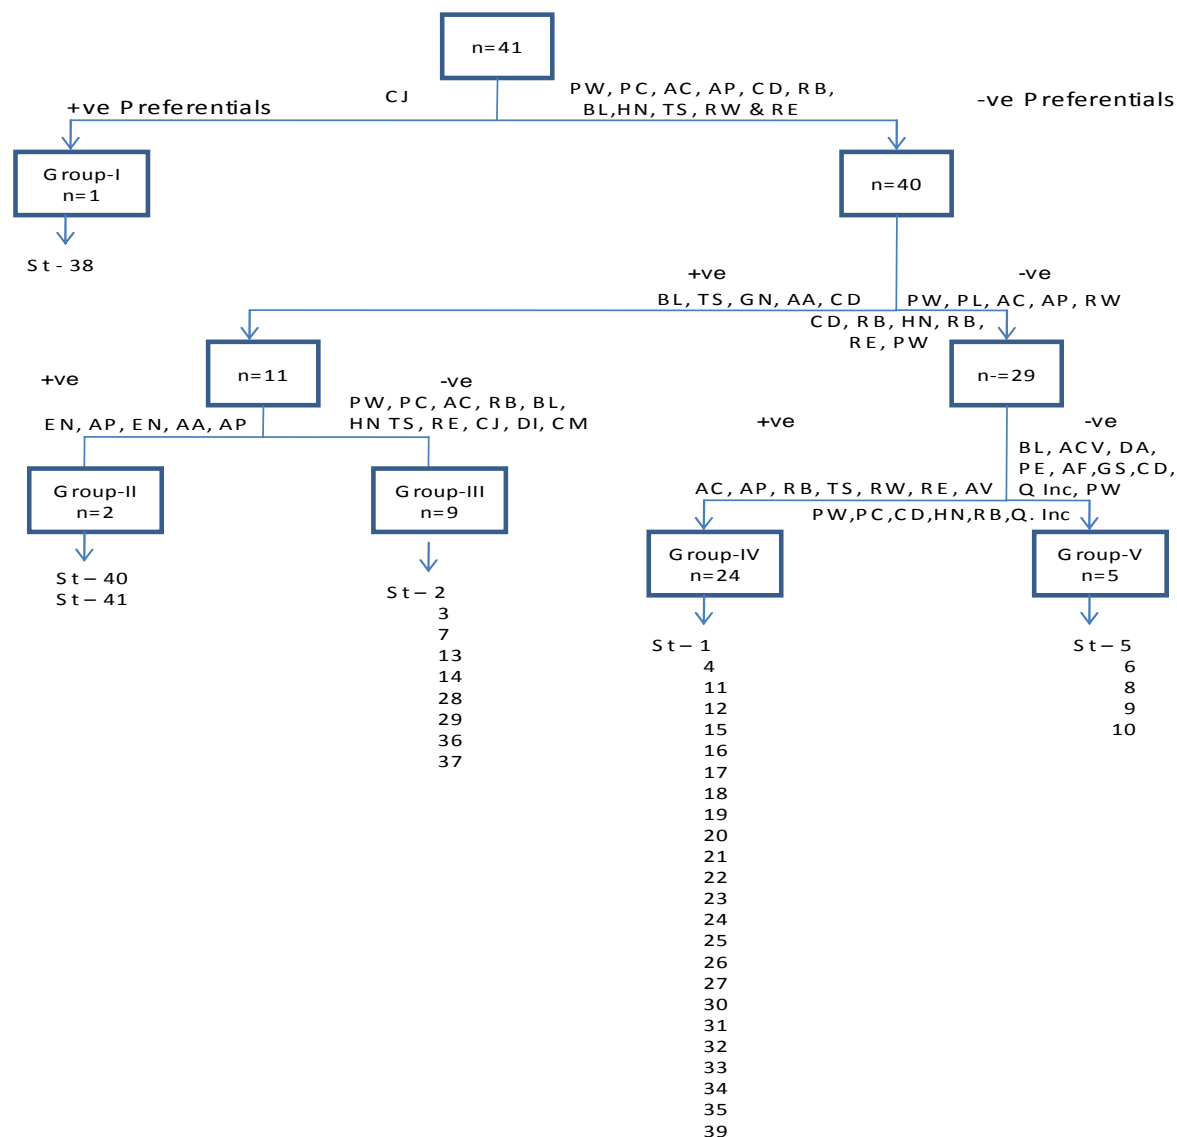 n=41
CJ
PW, PC, AC, AP, CD, RB,
BL,HN, TS, RW & RE
+ve Preferentials
-ve Preferentials
Group-I
n=1
n=40
St-38
+ve
-ve
BL, TS, GN, AA, CD
PW, PL, AC, AP, RW
CD, RB, HN, RB,
RE, PW
n=11
n-=29
+ve
-ve
EN, AP, EN, AA, AP
PW, PC, AC, RB, BL,
HN TS, RE, CJ, DI, CM
+ve
-ve
BL, ACV, DA,
PE, AF,GS,CD,
Q Inc, PW
AC, AP, RB, TS, RW, RE, AV
PW,PC,CD,HN,RB,Q. Inc
Group-II
n=2
Group-III
n=9
Group-IV
n=24
Group-V
n=5
St– 40
St– 41
St– 2
3
7
13
14
28
29
36
37
St– 1
4
11
12
15
16
17
18
19
20
21
22
23
24
25
26
27
30
31
32
33
34
35
39
St– 5
6
8
9
10